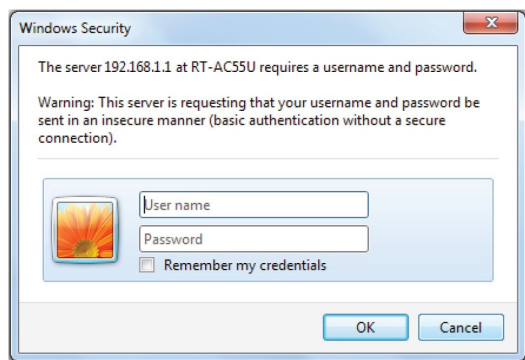 Windows Security
The server 192.168.1.1 at RT-AC55U requires a username and password.
Warning: This server is requesting that your username and password be
sent in an insecure manner (basic authentication without a secure
connection).
User name
Password
Remember my credentials
OK Cancel